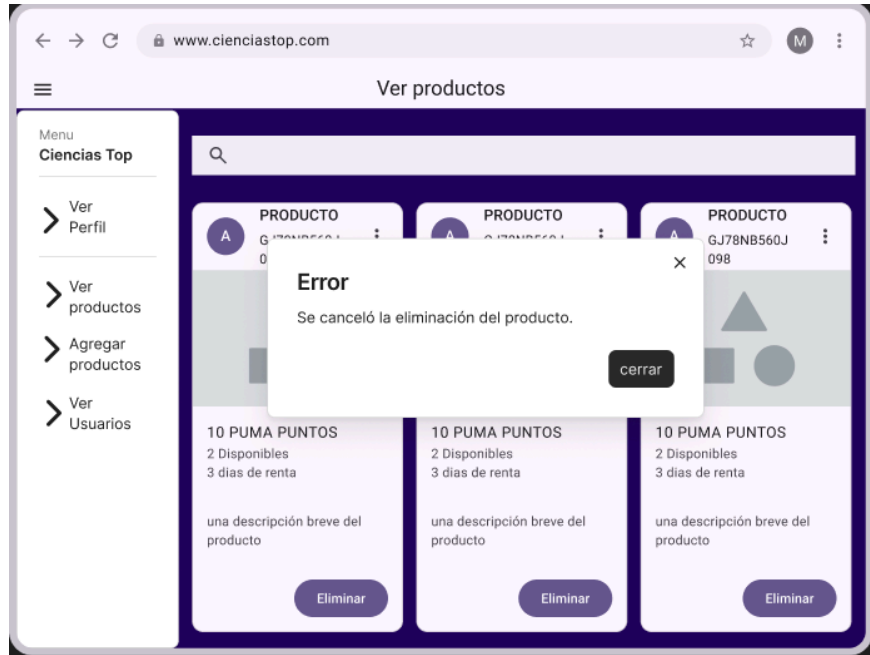 www.cienciastop.com
M
Ver productos
Menu
Ciencias Top
Ver
Perfil
Ver
productos
Agregar
productos
Ver
Usuarios
A
PRODUCTO
A
PRODUCTO
A
PRODUCTO
GJ78NB560J
098
Error
Se canceló la eliminación del producto.
cerrar
10 PUMA PUNTOS
2 Disponibles
3 dias de renta
una descripción breve del
producto
Eliminar
10 PUMA PUNTOS
2 Disponibles
3 dias de renta
una descripción breve del
producto
Eliminar
10 PUMA PUNTOS
2 Disponibles
3 dias de renta
una descripción breve del
producto
Eliminar